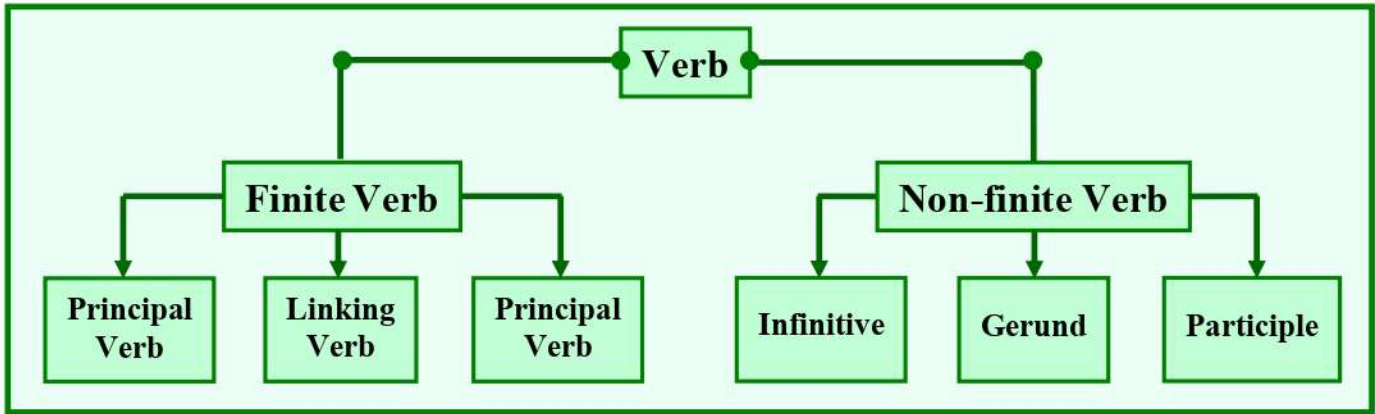 Verb
Finite Verb
Non-finite Verb
Principal
Verb
Linking
Verb
Principal
Verb
Infinitive
Gerund
Participle